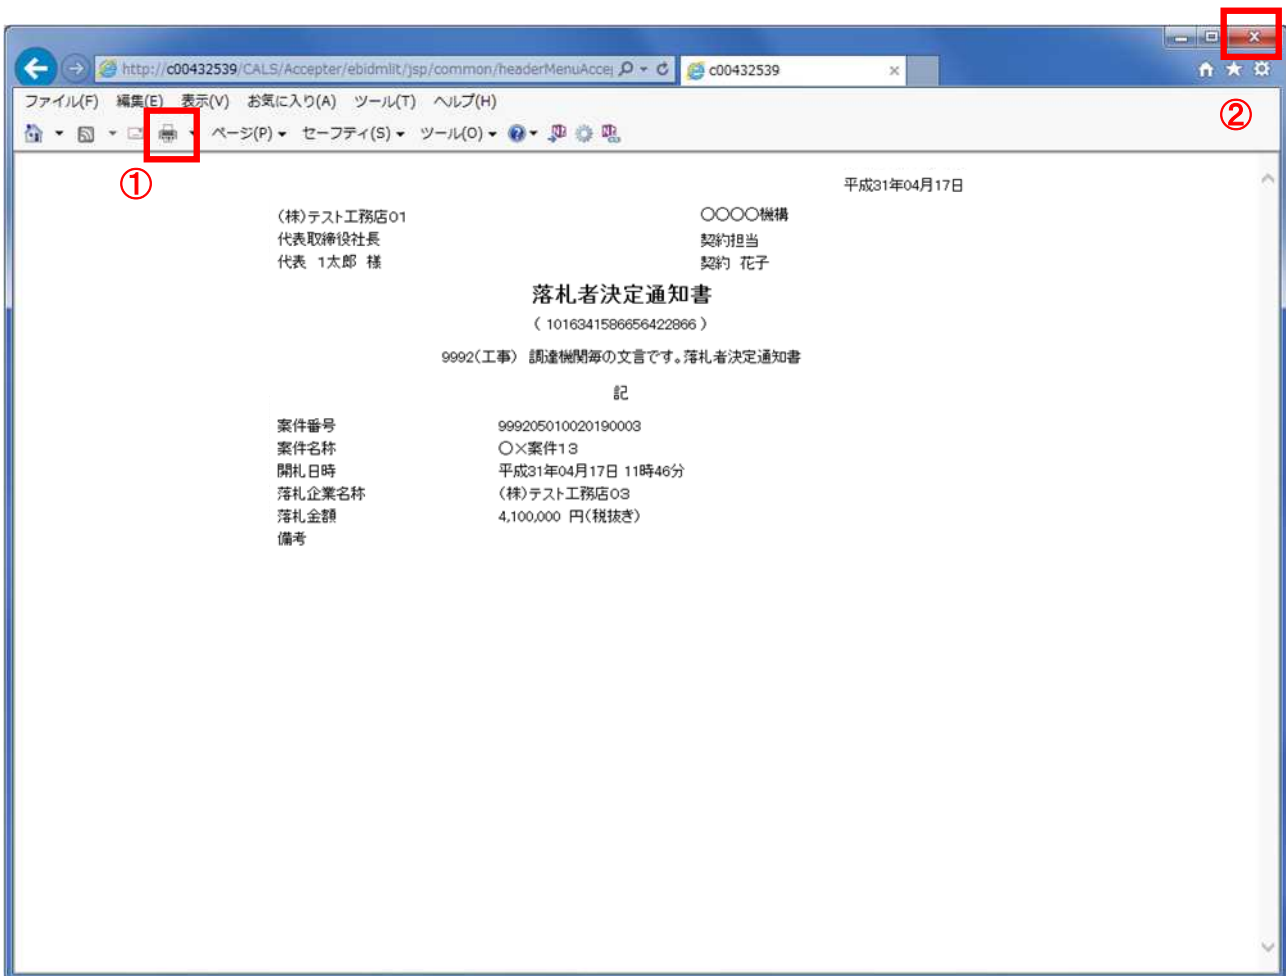 http://c00432539/CALS/Accepter/ebidmlit/jsp/common/headerMenuAccej
c00432539
ファイル(F) 編集(E) 表示(V) お気に入り(A) ツール(T) ヘルプ(H)
ページ(P) セーフティ(S) ツール(O)
①
②
平成31年04月17日
(株)テスト工務店01 〇〇〇〇機構
代表取締役社長 契約担当
代表 1太郎 様 契約 花子
落札者決定通知書
( 1016341586656422866 )
9992(工事) 調達機関毎の文言です。落札者決定通知書
記
案件番号 999205010020190003
案件名称 〇×案件13
開札日時 平成31年04月17日 11時46分
落札企業名称 (株)テスト工務店03
落札金額 4,100,000 円(税抜き)
備考